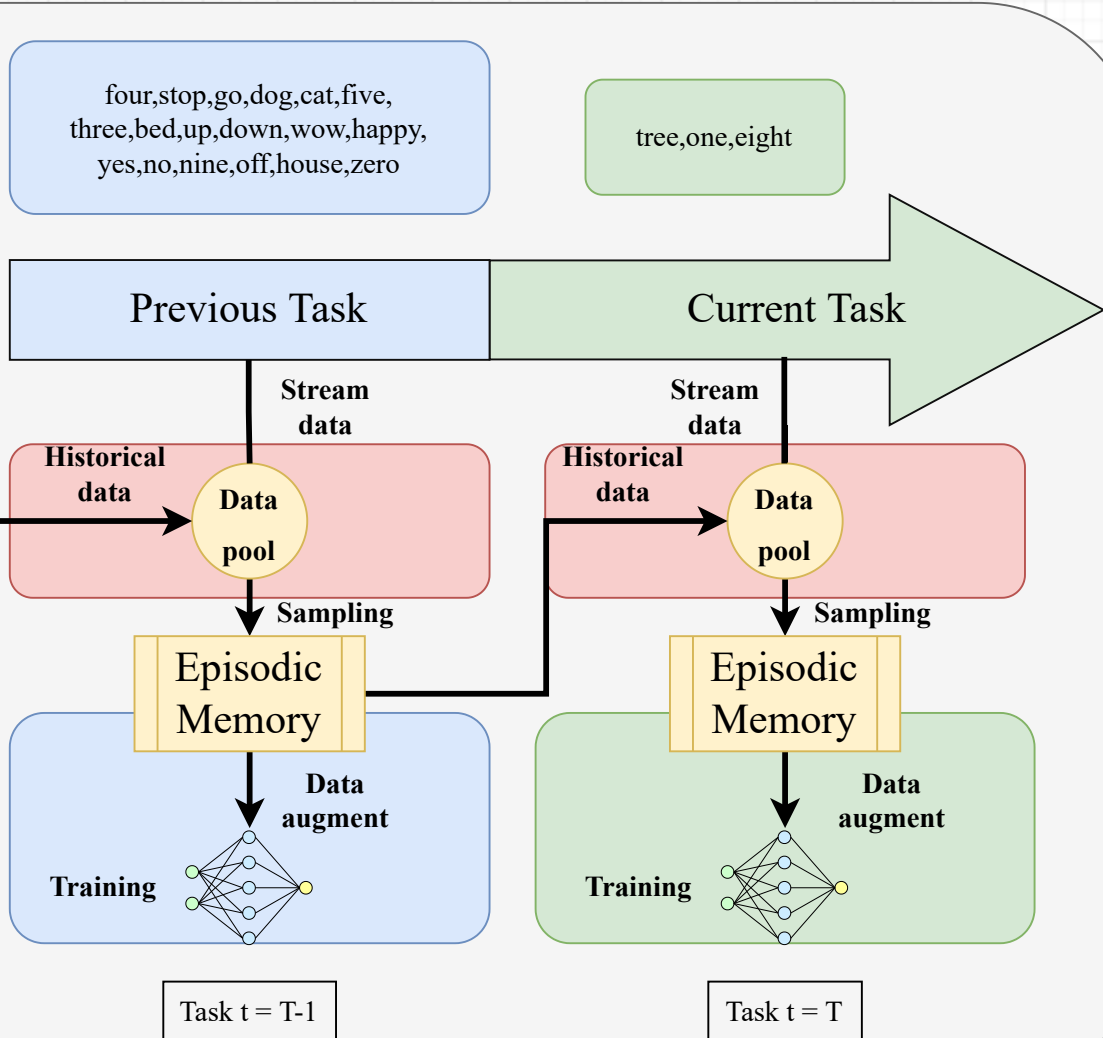 four,stop,go,dog,cat,five,
three,bed,up,down,wow,happy,
yes,no,nine,off,house,zero
tree,one,eight
Previous Task
Current Task
Stream
data
Stream
data
Historical
data
Data
pool
Historical
data
Data
pool
Sampling
Sampling
Episodic
Memory
Episodic
Memory
Data
augment
Training
Data
augment
Training
Task t = T-1
Task t = T